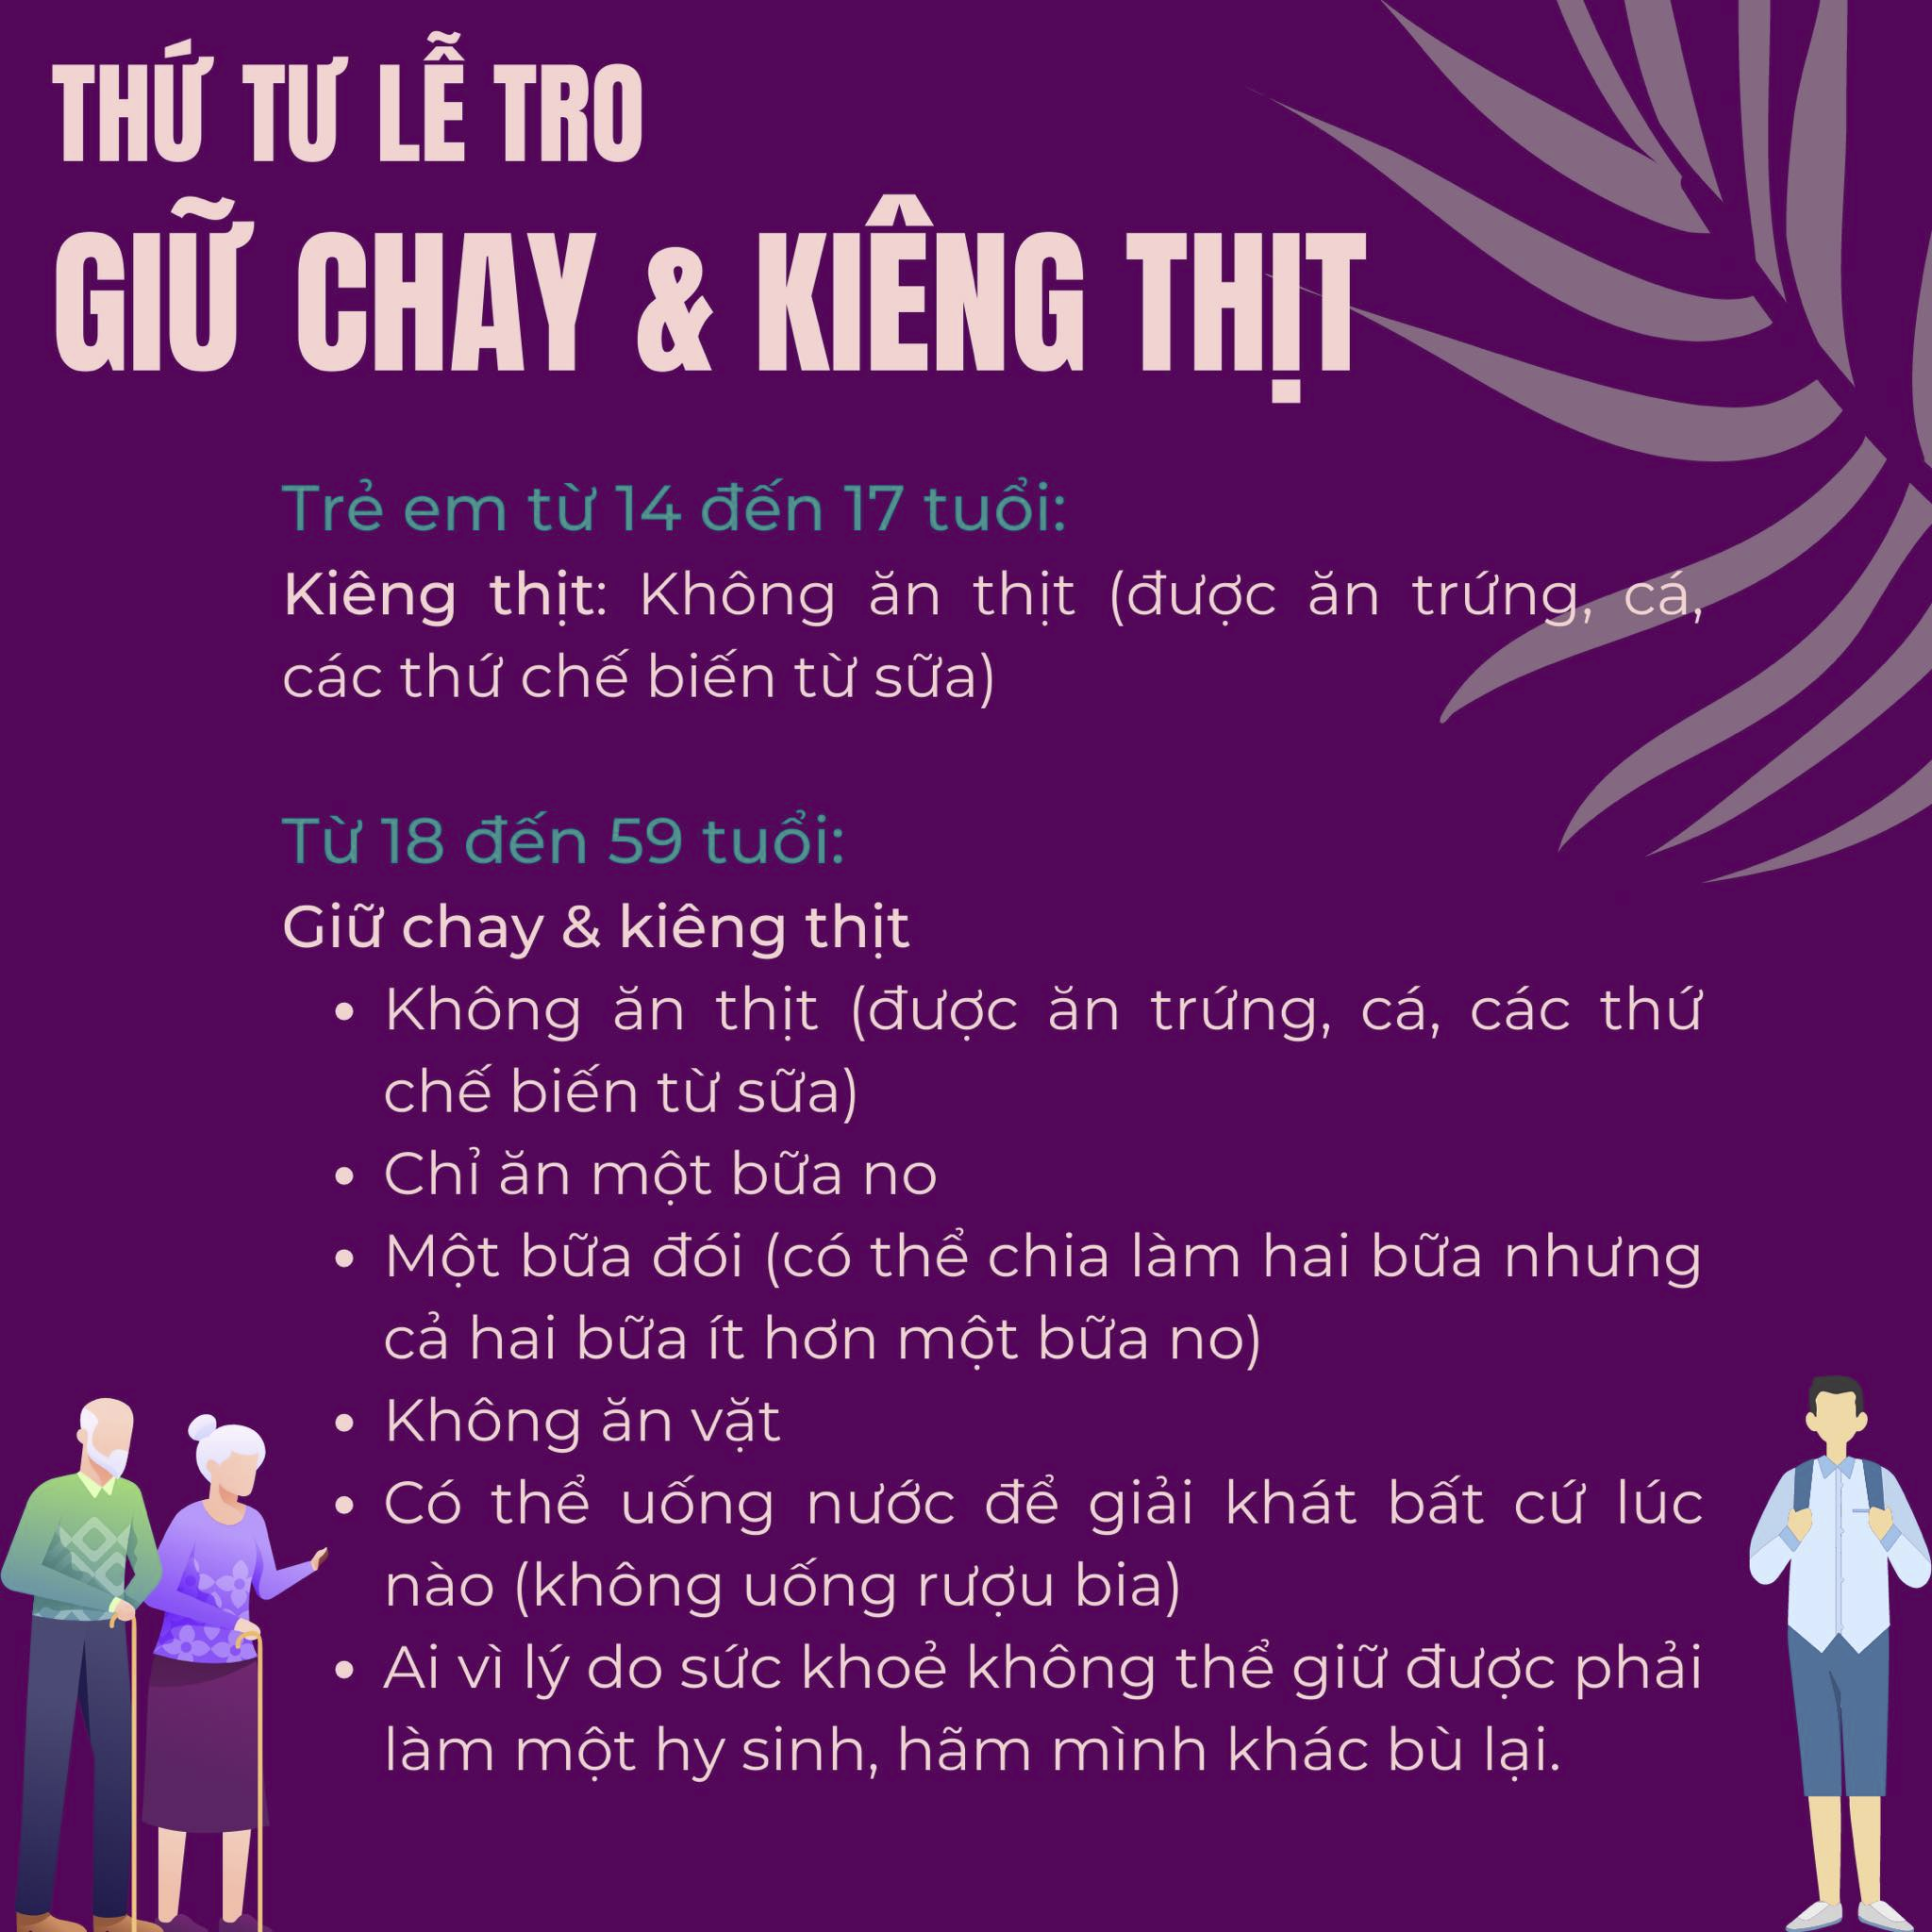 THỨ TƯ LỄ TRO
GIỮ CHAY & KIÊNG THỊT
Trẻ em từ 14 đến 17 tuổi:
Kiêng thịt: Không ăn thịt (được ăn trứng, cá,
các thứ chế biến từ sữa)
Từ 18 đến 59 tuổi:
Giữ chay & kiêng thịt
• Không ăn thịt (được ăn trứng, cá, các thứ
chế biến từ sữa)
• Chỉ ăn một bữa no
• Một bữa đói (có thể chia làm hai bữa nhưng
cả hai bữa ít hơn một bữa no)
• Không ăn vặt
• Có thể uống nước để giải khát bất cứ lúc
nào (không uống rượu bia)
• Ai vì lý do sức khoẻ không thể giữ được phải
làm một hy sinh, hãm mình khác bù lại.